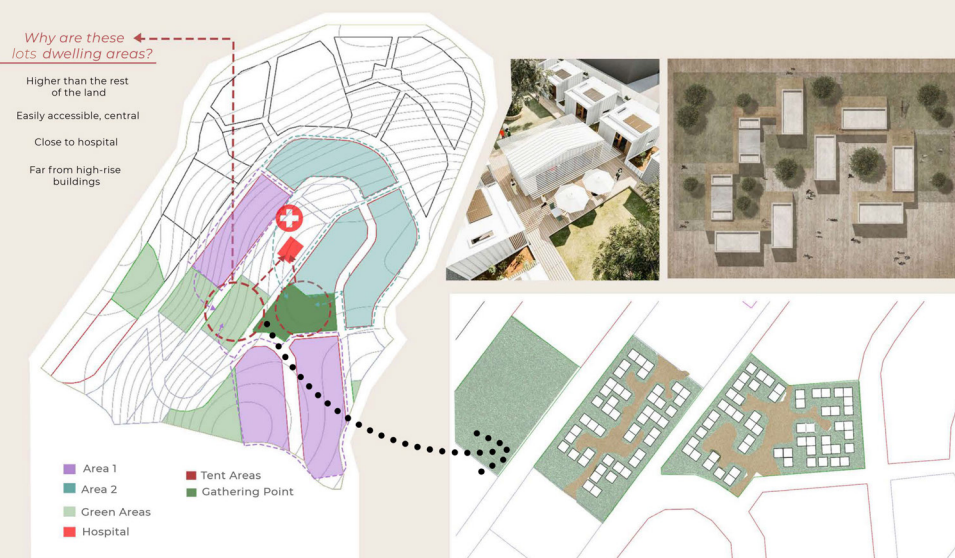 Why are these
lots dwelling areas?
Higher than the rest
of the land
Easily accessible, central
Close to hospital
Far from high-rise
buildings
Area 1
Area 2
Green Areas
Hospital
Tent Areas
Gathering Point